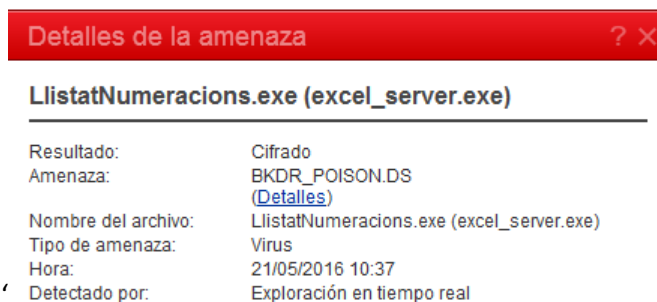 Detalles de la amenaza ? ×
LlistatNumeracions.exe (excel_server.exe)
Resultado: Cifrado
Amenaza: BKDR_POISON.DS
(Detalles)
Nombre del archivo: LlistatNumeracions.exe (excel_server.exe)
Tipo de amenaza: Virus
Hora: 21/05/2016 10:37
‘ Detectado por: Exploración en tiempo real